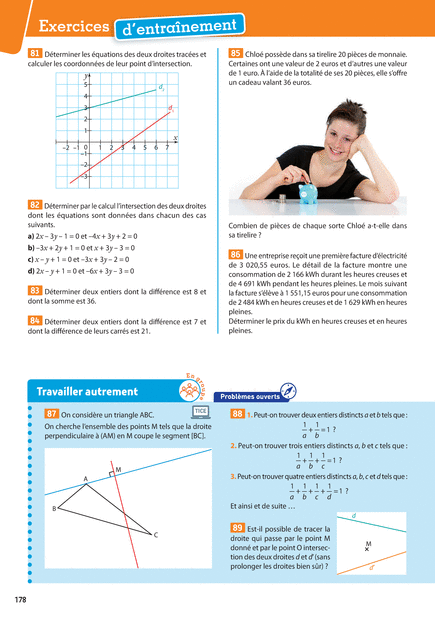 Exercices d'entraînement
81 Déterminer les équations des deux droites tracées et
calculer les coordonnées de leur point d'intersection.
y
5
4
3
2
1
-2 -1 0 1 2 3 4 5 6 7 x
-1
-2
-3
d₂
d₁
82 Déterminer par le calcul l'intersection des deux droites
dont les équations sont données dans chacun des cas
suivants.
a) 2x – 3y – 1 = 0 et –4x + 3y + 2 = 0
b) –3x + 2y + 1 = 0 et x + 3y – 3 = 0
c) x – y + 1 = 0 et –3x + 3y – 2 = 0
d) 2x – y + 1 = 0 et –6x + 3y – 3 = 0
83 Déterminer deux entiers dont la différence est 8 et
dont la somme est 36.
84 Déterminer deux entiers dont la différence est 7 et
dont la différence de leurs carrés est 21.
85 Chloé possède dans sa tirelire 20 pièces de monnaie.
Certaines ont une valeur de 2 euros et d'autres une valeur
de 1 euro. À l'aide de la totalité de ses 20 pièces, elle s'offre
un cadeau valant 36 euros.
Combien de pièces de chaque sorte Chloé a-t-elle dans
sa tirelire ?
86 Une entreprise reçoit une première facture d'électricité
de 3 020,55 euros. Le détail de la facture montre une
consommation de 2 166 kWh durant les heures creuses et
de 4 691 kWh pendant les heures pleines. Le mois suivant
la facture s'élève à 1 551,15 euros pour une consommation
de 2 484 kWh en heures creuses et de 1 629 kWh en heures
pleines.
Déterminer le prix du kWh en heures creuses et en heures
pleines.
Travailler autrement
En groupe
87 On considère un triangle ABC.
TICE
On cherche l'ensemble des points M tels que la droite
perpendiculaire à (AM) en M coupe le segment [BC].
M
A
B
C
Problèmes ouverts
88 1. Peut-on trouver deux entiers distincts a et b tels que :
1/a + 1/b = 1 ?
2. Peut-on trouver trois entiers distincts a, b et c tels que :
1/a + 1/b + 1/c = 1 ?
3. Peut-on trouver quatre entiers distincts a, b, c et d tels que :
1/a + 1/b + 1/c + 1/d = 1 ?
Et ainsi et de suite ...
89 Est-il possible de tracer la
droite qui passe par le point M
donné et par le point O intersec-
tion des deux droites d et d' (sans
prolonger les droites bien sûr) ?
d
M
d'
178